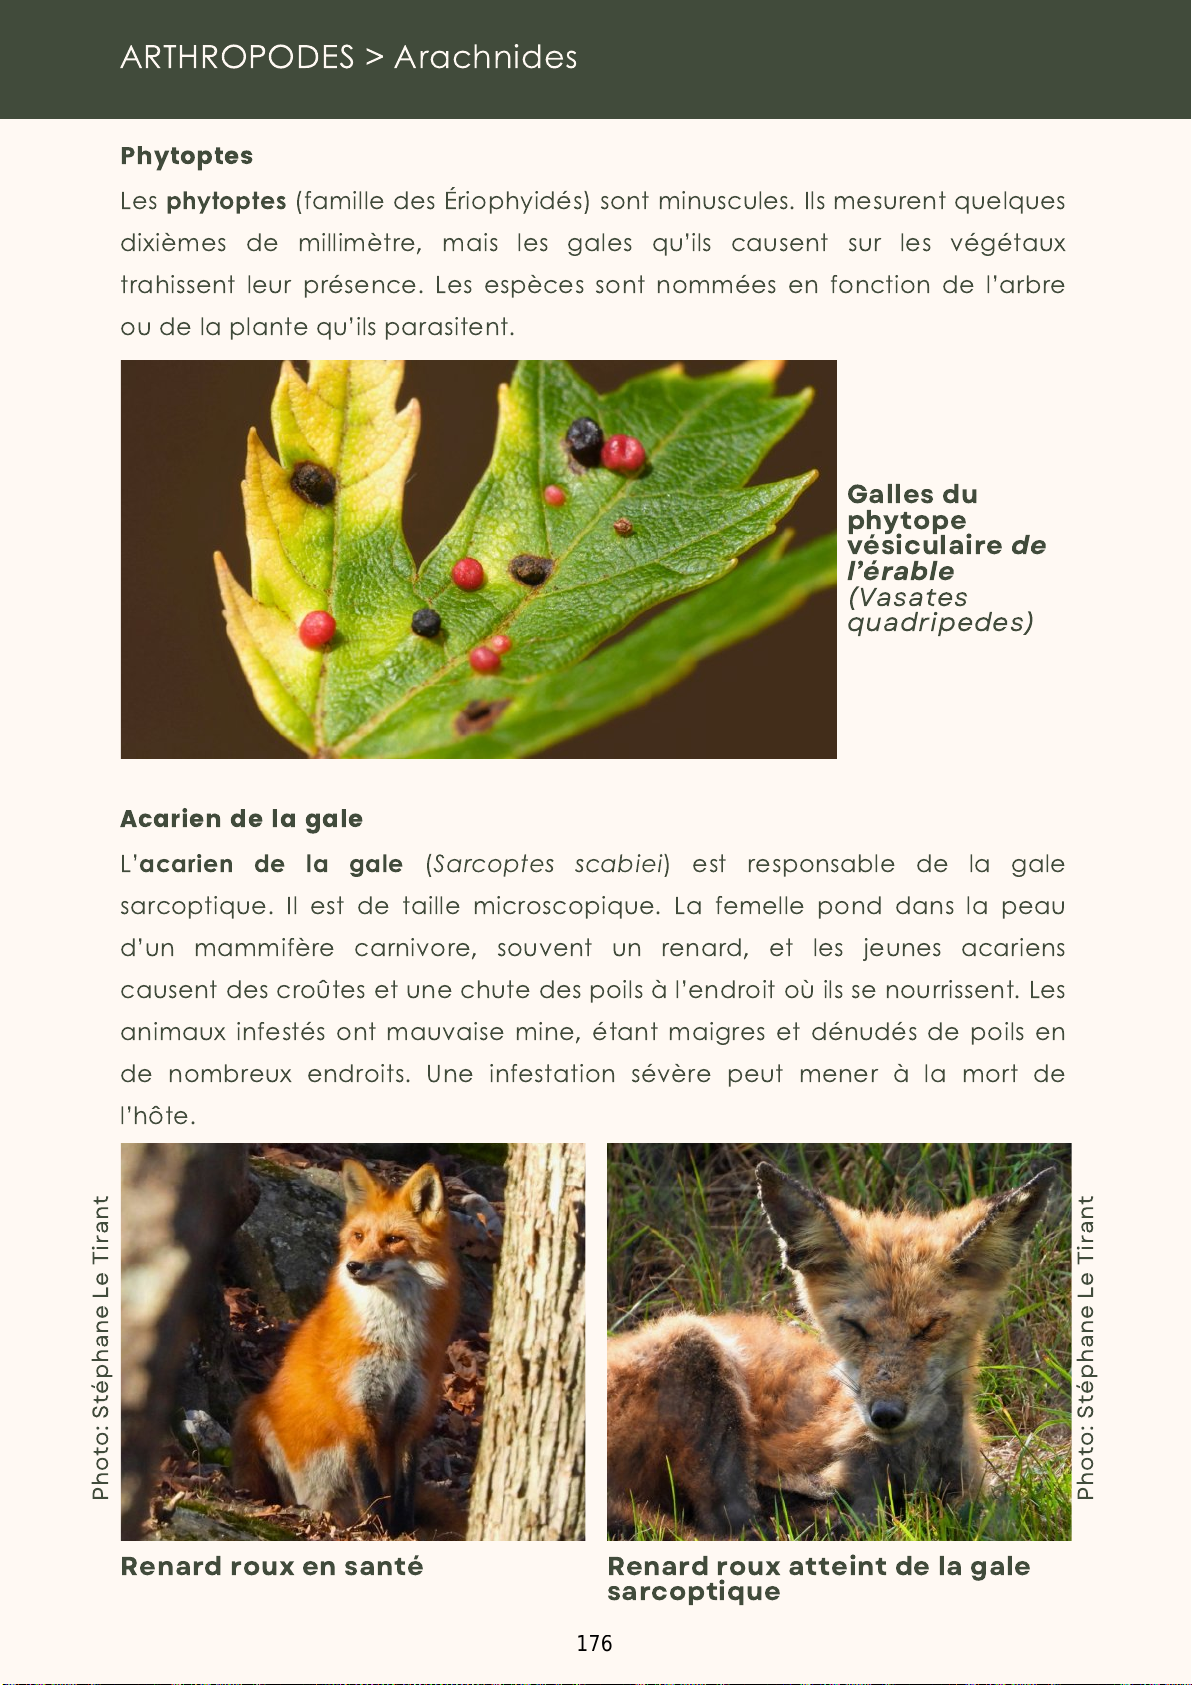 ARTHROPODES > Arachnides
Phytoptes
Les phytoptes (famille des Ériophyidés) sont minuscules. Ils mesurent quelques
dixièmes de millimètre, mais les gales qu’ils causent sur les végétaux
trahissent leur présence. Les espèces sont nommées en fonction de l’arbre
ou de la plante qu’ils parasitent.
Galles du
phytope
vésiculaire de
l’érable
(Vasates
quadripedes)
Acarien de la gale
L’acarien de la gale (Sarcoptes scabiei) est responsable de la gale
sarcoptique. Il est de taille microscopique. La femelle pond dans la peau
d’un mammifère carnivore, souvent un renard, et les jeunes acariens
causent des croûtes et une chute des poils à l’endroit où ils se nourrissent. Les
animaux infestés ont mauvaise mine, étant maigres et dénudés de poils en
de nombreux endroits. Une infestation sévère peut mener à la mort de
l’hôte.
Photo: Stéphane Le Tirant
Photo: Stéphane Le Tirant
Renard roux en santé
Renard roux atteint de la gale
sarcoptique
176